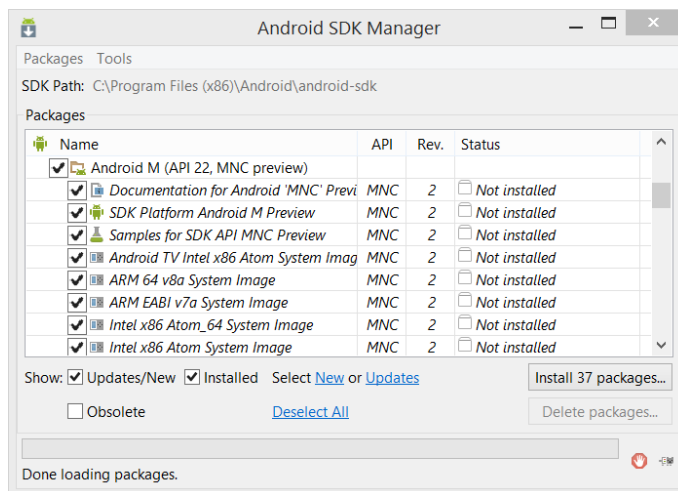 Android SDK Manager
Packages Tools
SDK Path: C:\Program Files (x86)\Android\android-sdk
Packages
Name API Rev. Status
Android M (API 22, MNC preview)
Documentation for Android 'MNC' Previ MNC 2 Not installed
SDK Platform Android M Preview MNC 2 Not installed
Samples for SDK API MNC Preview MNC 2 Not installed
Android TV Intel x86 Atom System Imag MNC 2 Not installed
ARM 64 v8a System Image MNC 2 Not installed
ARM EABI v7a System Image MNC 2 Not installed
Intel x86 Atom_64 System Image MNC 2 Not installed
Intel x86 Atom System Image MNC 2 Not installed
Show: Updates/New Installed Select New or Updates Install 37 packages...
Obsolete Deselect All Delete packages...
Done loading packages.